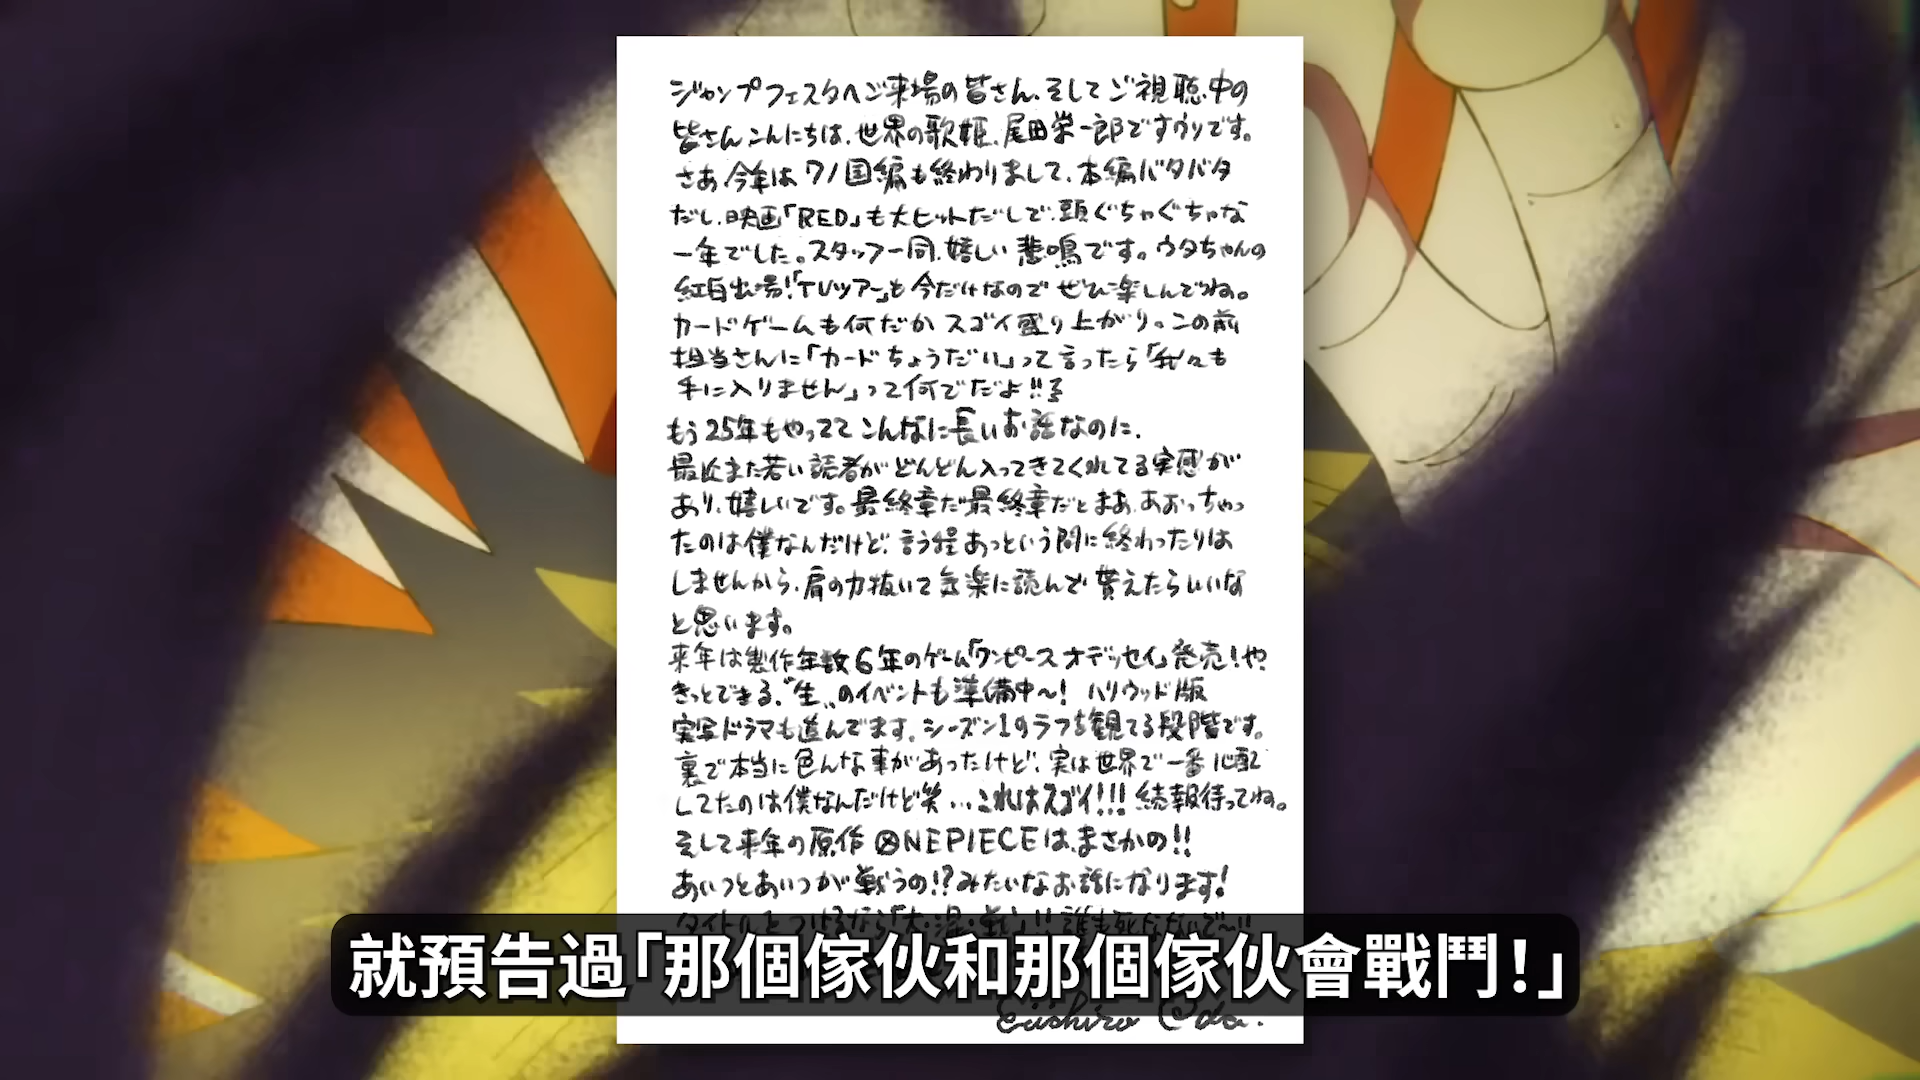 ジャンプフェスタへご来場の皆さん、そしてご視聴中の
皆さんこんにちは、世界の歌姫、尾田栄一郎ですウソです。
さあ今年はワノ国編も終わりまして、本編バタバタ
だし、映画「RED」も大ヒットだしで、頭ぐちゃぐちゃな
一年でした。スタッフ一同、嬉しい悲鳴です。ウタちゃんの
紅白出場!「TVツアー」も今だけなのでぜひ楽しんでね。
カードゲームも何だかスゴイ盛り上がり。この前
担当さんに「カードちょうだい」って言ったら「我々も
手に入りません」って何でだよ!!
もう25年もやっててこんなに長いお話なのに、
最近また若い読者がどんどん入ってきてくれてる実感が
あり、嬉しいです。最終章だ最終章だとまあ、あおっちゃっ
たのは僕なんだけど、言う程あっという間に終わったりは
しませんから、肩の力抜いて気楽に読んで貰えたらいいな
と思います。
来年は製作年数6年のゲーム「ワンピース オデッセイ」発売!や、
きっとできる、"生"のイベントも準備中〜! ハリウッド版
実写ドラマも進んでます。シーズン1のラフを観てる段階です。
裏で本当に色んな事があったけど、実は世界で一番心配
してたのは僕なんだけど笑、、これはスゴイ!!! 続報待っててね。
そして来年の原作ONEPIECEは、まさかの!!
あいつとあいつが戦うの!?みたいなお話になります!
タイトルをつけるなら「大・混・戦」!! 誰も死なないで〜!!
就預告過「那個傢伙和那個傢伙會戰鬥!」
Eiichiro Oda.